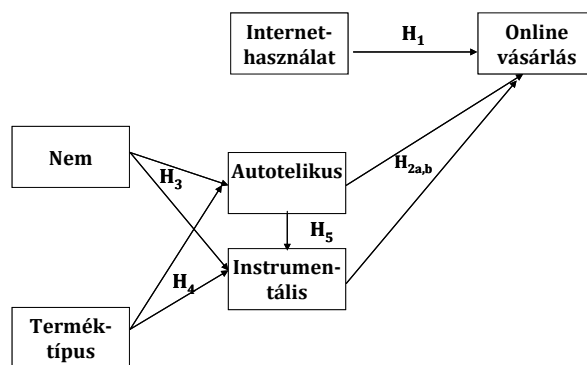 Internet-
használat
H1
Online
vásárlás
Nem
H3
Autotelikus
H2a,b
H5
H4
Instrumen-
tális
Termék-
típus